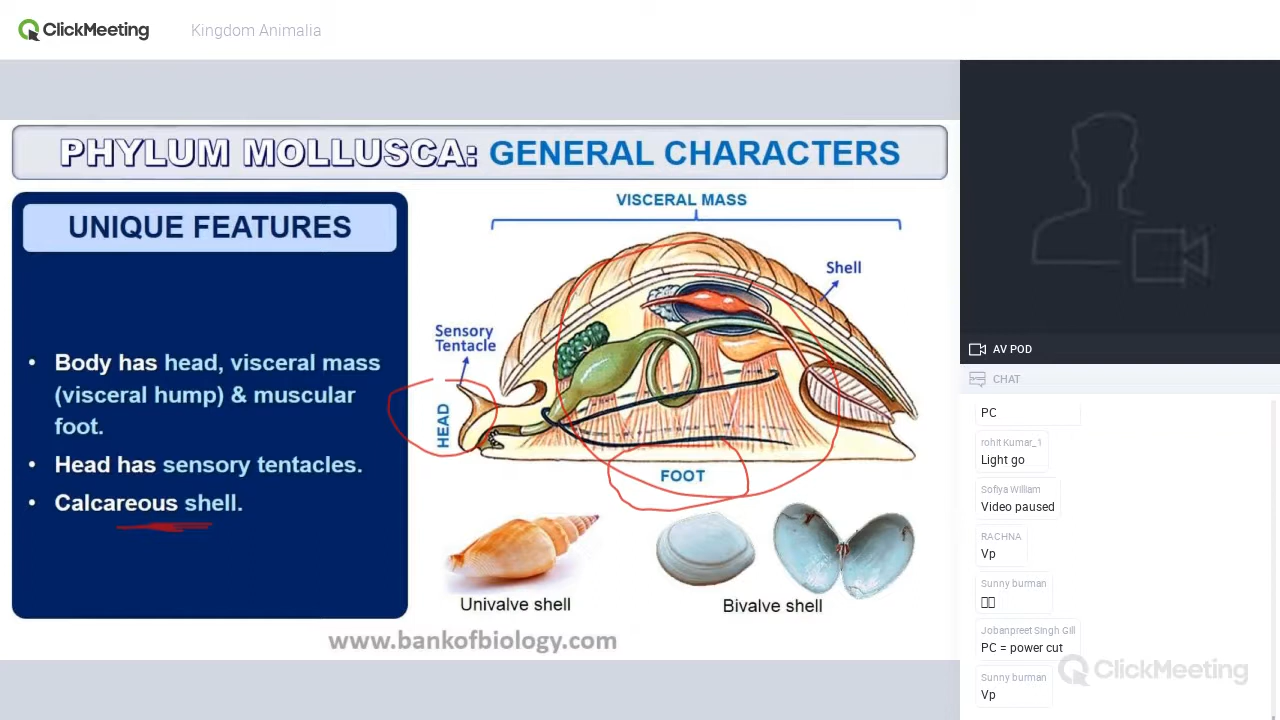 ClickMeeting
Kingdom Animalia
PHYLUM MOLLUSCA: GENERAL CHARACTERS
UNIQUE FEATURES
• Body has head, visceral mass
(visceral hump) & muscular
foot.
• Head has sensory tentacles.
• Calcareous shell.
VISCERAL MASS
Shell
Sensory
Tentacle
HEAD
FOOT
Univalve shell
Bivalve shell
www.bankofbiology.com
AV POD
CHAT
PC
rohit Kumar_1
Light go
Sofiya William
Video paused
RACHNA
Vp
Sunny burman
Jobanpreet Singh Gill
PC = power cut
Sunny burman
Vp
ClickMeeting